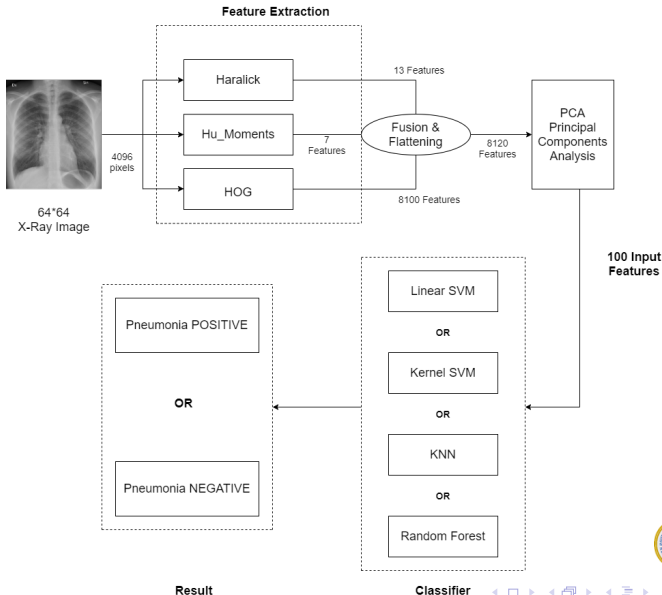 Feature Extraction
Haralick
13 Features
Hu_Moments
7
Features
Fusion &
Flattening
8120
Features
PCA
Principal
Components
Analysis
4096
pixels
HOG
8100 Features
64*64
X-Ray Image
100 Input
Features
Linear SVM
OR
Kernel SVM
OR
KNN
OR
Random Forest
Pneumonia POSITIVE
OR
Pneumonia NEGATIVE
Result
Classifier